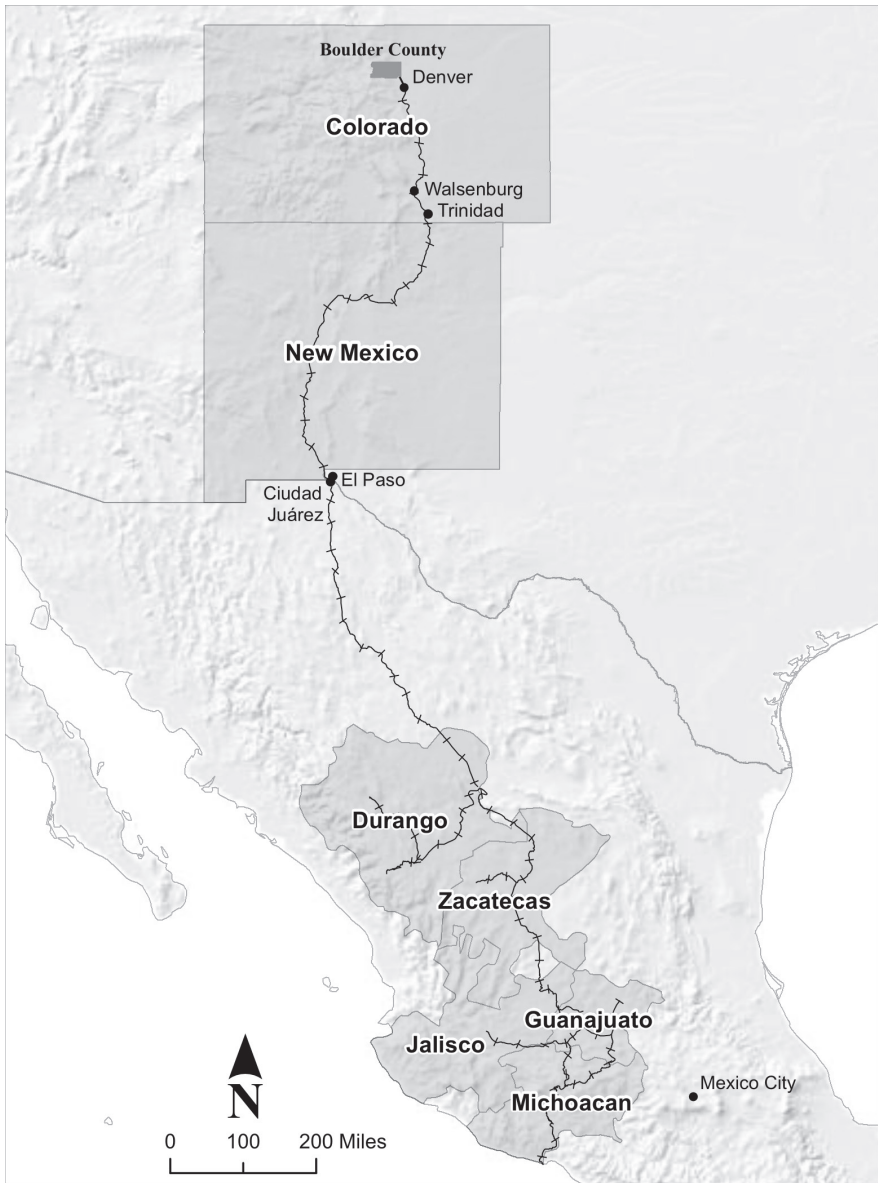 Boulder County
Denver
Colorado
Walsenburg
Trinidad
New Mexico
El Paso
Ciudad
Juárez
Durango
Zacatecas
Guanajuato
Jalisco
Mexico City
Michoacan
N
0 100 200 Miles